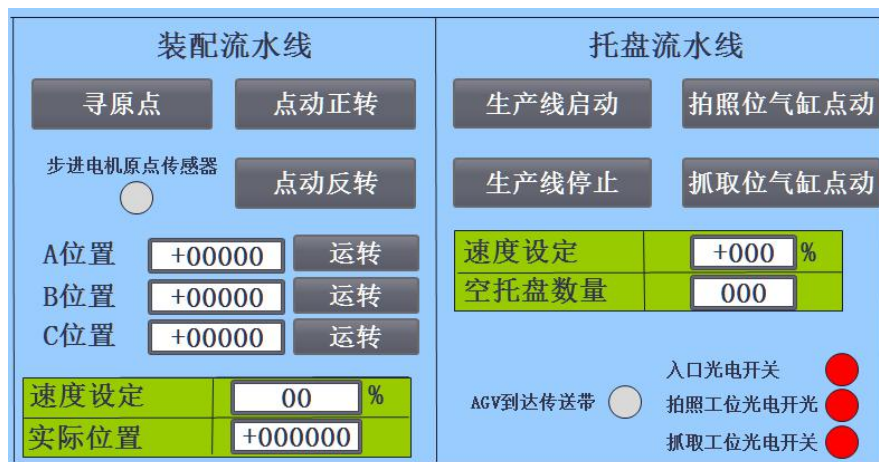 装配流水线
寻原点 点动正转
步进电机原点传感器
点动反转
A位置 +00000 运转
B位置 +00000 运转
C位置 +00000 运转
速度设定 00 %
实际位置 +000000
托盘流水线
生产线启动 拍照位气缸点动
生产线停止 抓取位气缸点动
速度设定 +000 %
空托盘数量 000
AGV到达传送带
入口光电开关
拍照工位光电开光
抓取工位光电开关